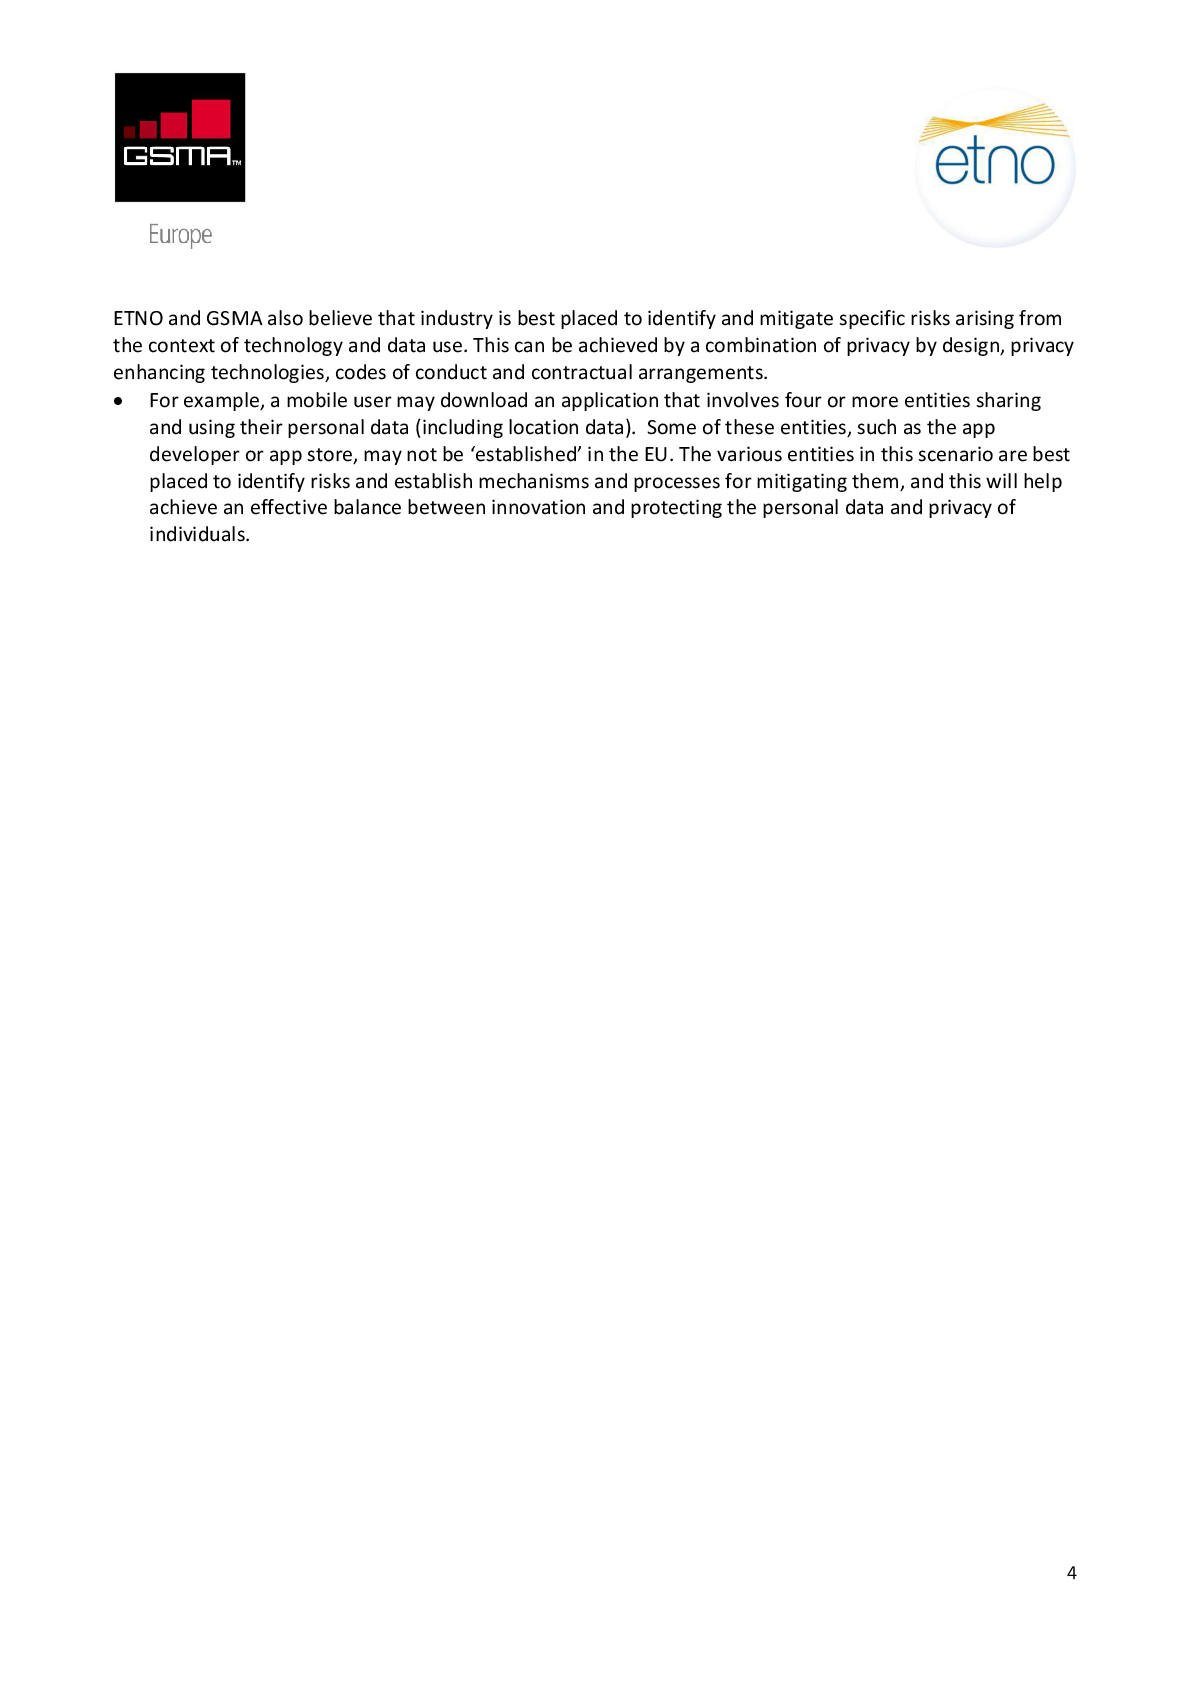 GSMA™
Europe
etno
ETNO and GSMA also believe that industry is best placed to identify and mitigate specific risks arising from
the context of technology and data use. This can be achieved by a combination of privacy by design, privacy
enhancing technologies, codes of conduct and contractual arrangements.
• For example, a mobile user may download an application that involves four or more entities sharing
and using their personal data (including location data).  Some of these entities, such as the app
developer or app store, may not be ‘established’ in the EU. The various entities in this scenario are best
placed to identify risks and establish mechanisms and processes for mitigating them, and this will help
achieve an effective balance between innovation and protecting the personal data and privacy of
individuals.
4